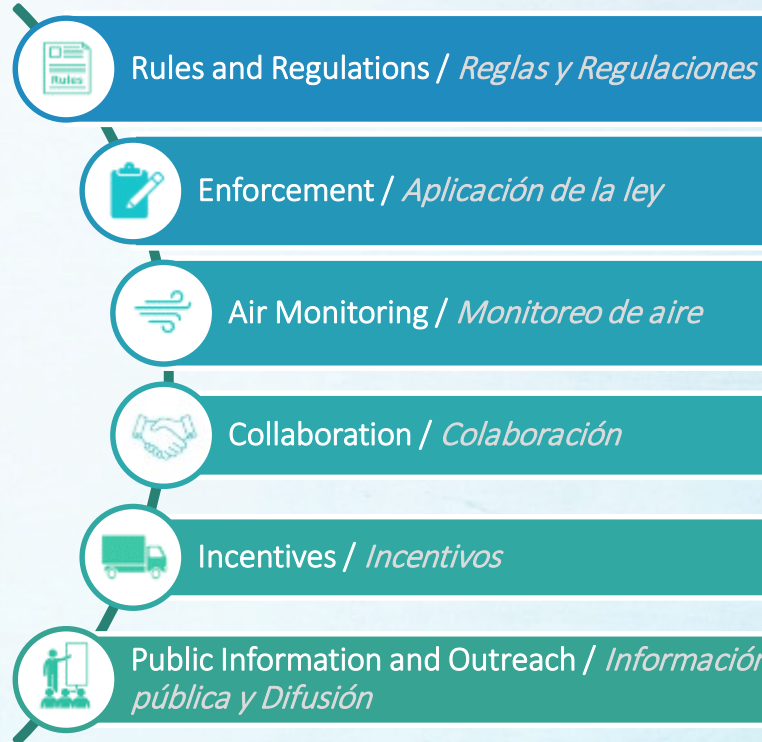 Rules
Rules and Regulations / Reglas y Regulaciones
Enforcement / Aplicación de la ley
Air Monitoring / Monitoreo de aire
Collaboration / Colaboración
Incentives / Incentivos
Public Information and Outreach / Información
pública y Difusión